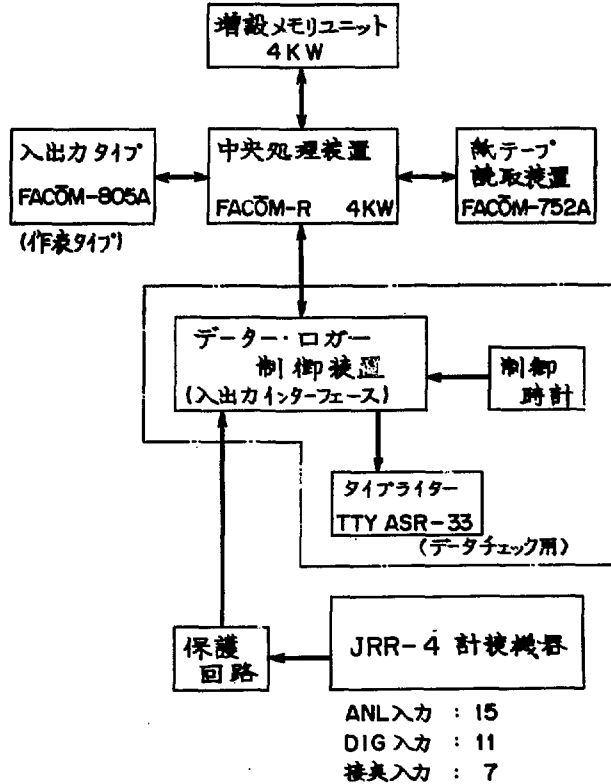 増設メモリユニット
4KW
入出力タイプ
FACOM-805A
(作表タイプ)
中央処理装置
FACOM-R 4KW
紙テープ
読取装置
FACOM-752A
データー・ロガー
制御装置
(入出力インターフェース)
制御
時計
タイプライター
TTY ASR-33
(データチェック用)
保護
回路
JRR-4 計装機器
ANL入力 : 15
DIG入力 : 11
接点入力 : 7